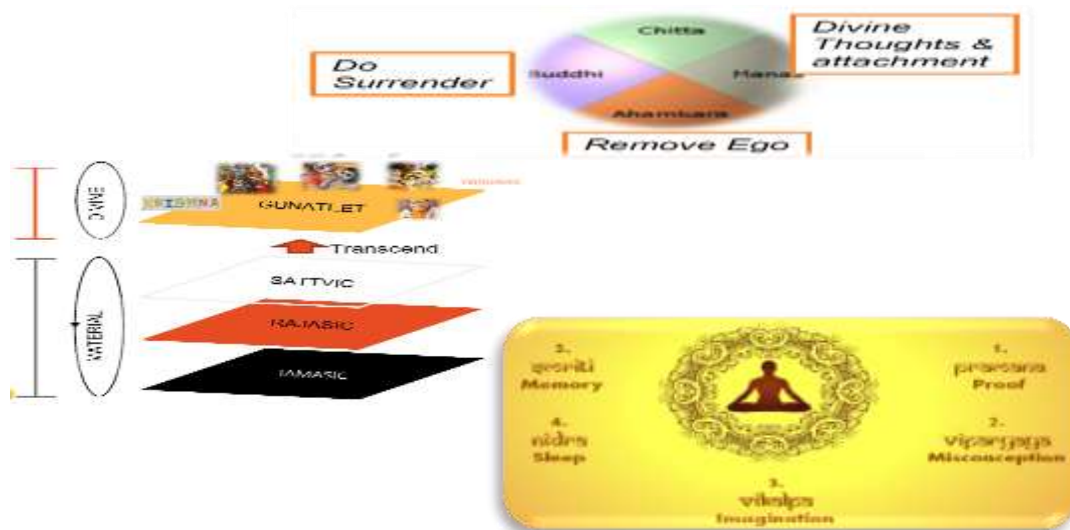 Chitta
Divine
Thoughts &
attachment
Do
Surrender
Buddhi
Manas
Ahamkara
Remove Ego
DIVINE
KRISHNA
GUNATEET
Transcend
MATERIAL
SATTVIC
RAJASIC
TAMASIC
smriti
Memory
1.
pramana
Proof
4.
nidra
Sleep
2.
viparyaya
Misconception
3.
vikalpa
Imagination